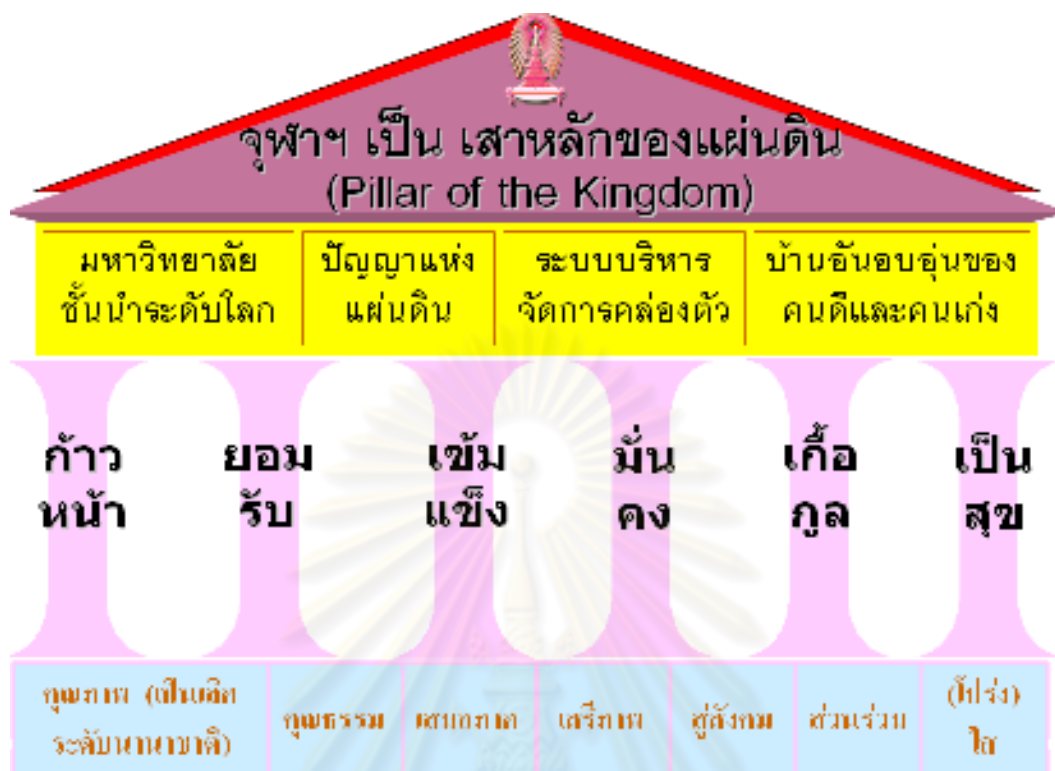 จุฬาฯ เป็น เสาหลักของแผ่นดิน
(Pillar of the Kingdom)
มหาวิทยาลัย
ชั้นนำระดับโลก
ปัญญาแห่ง
แผ่นดิน
ระบบบริหาร
จัดการคล่องตัว
บ้านอันอบอุ่นของ
คนดีและคนเก่ง
ก้าว
หน้า
ยอม
รับ
เข้ม
แข็ง
มั่น
คง
เกื้อ
กูล
เป็น
สุข
คุณภาพ (เป็นเลิศ
ระดับนานาชาติ)
คุณธรรม
เสมอภาค
เสรีภาพ
สู่สังคม
ส่วนร่วม
(โปร่ง)
ใส